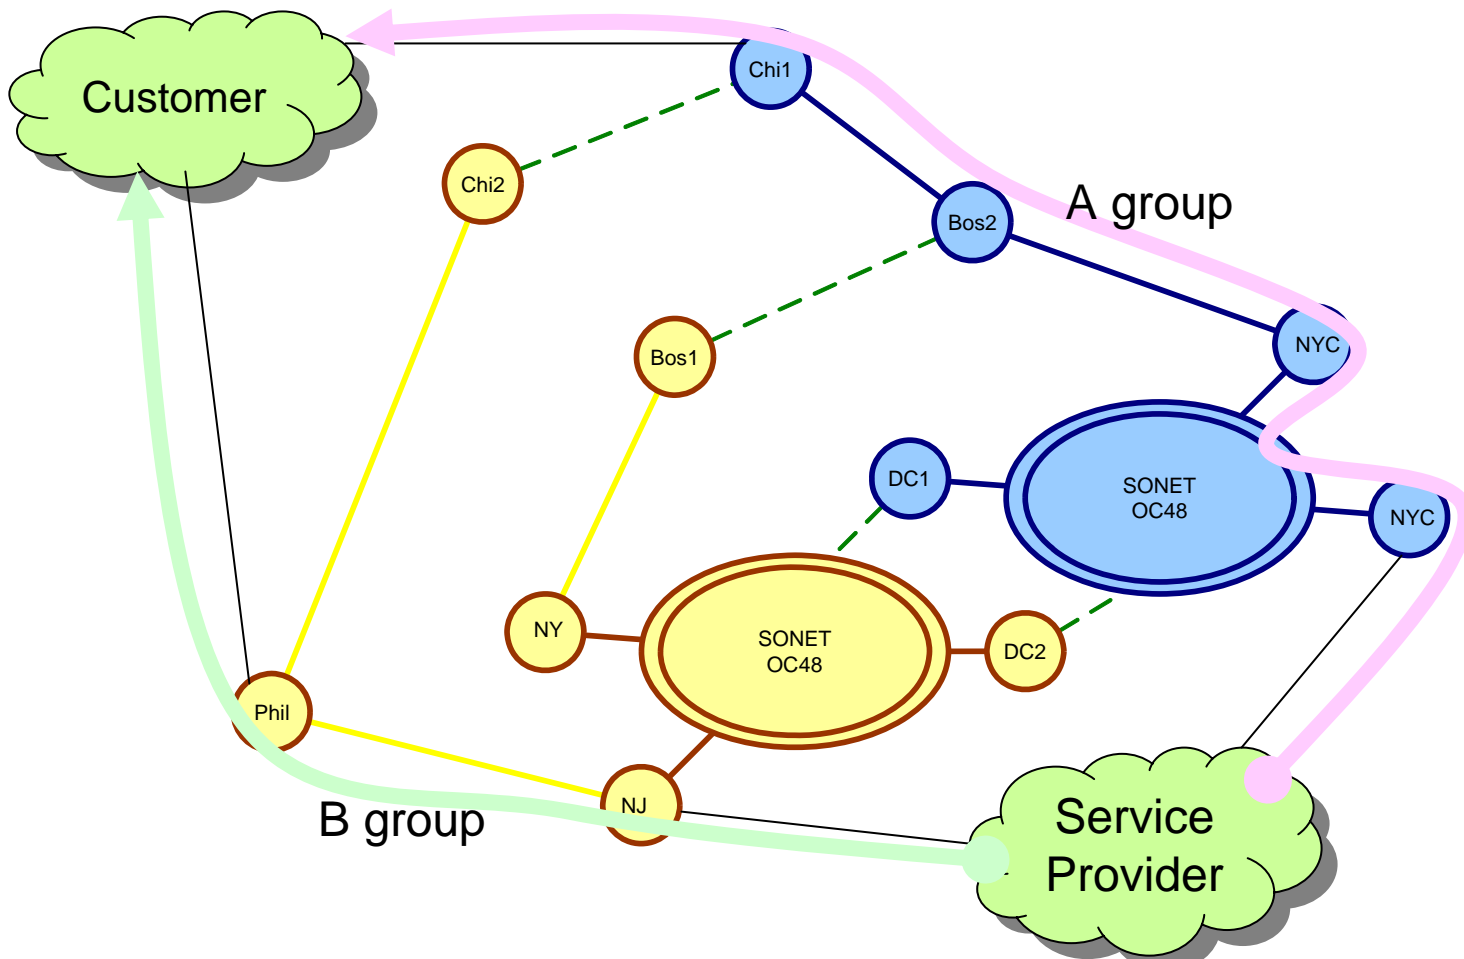 Customer
Chi1
Chi2
A group
Bos2
Bos1
NYC
DC1
SONET
OC48
NYC
NY
SONET
OC48
DC2
Phil
NJ
B group
Service
Provider